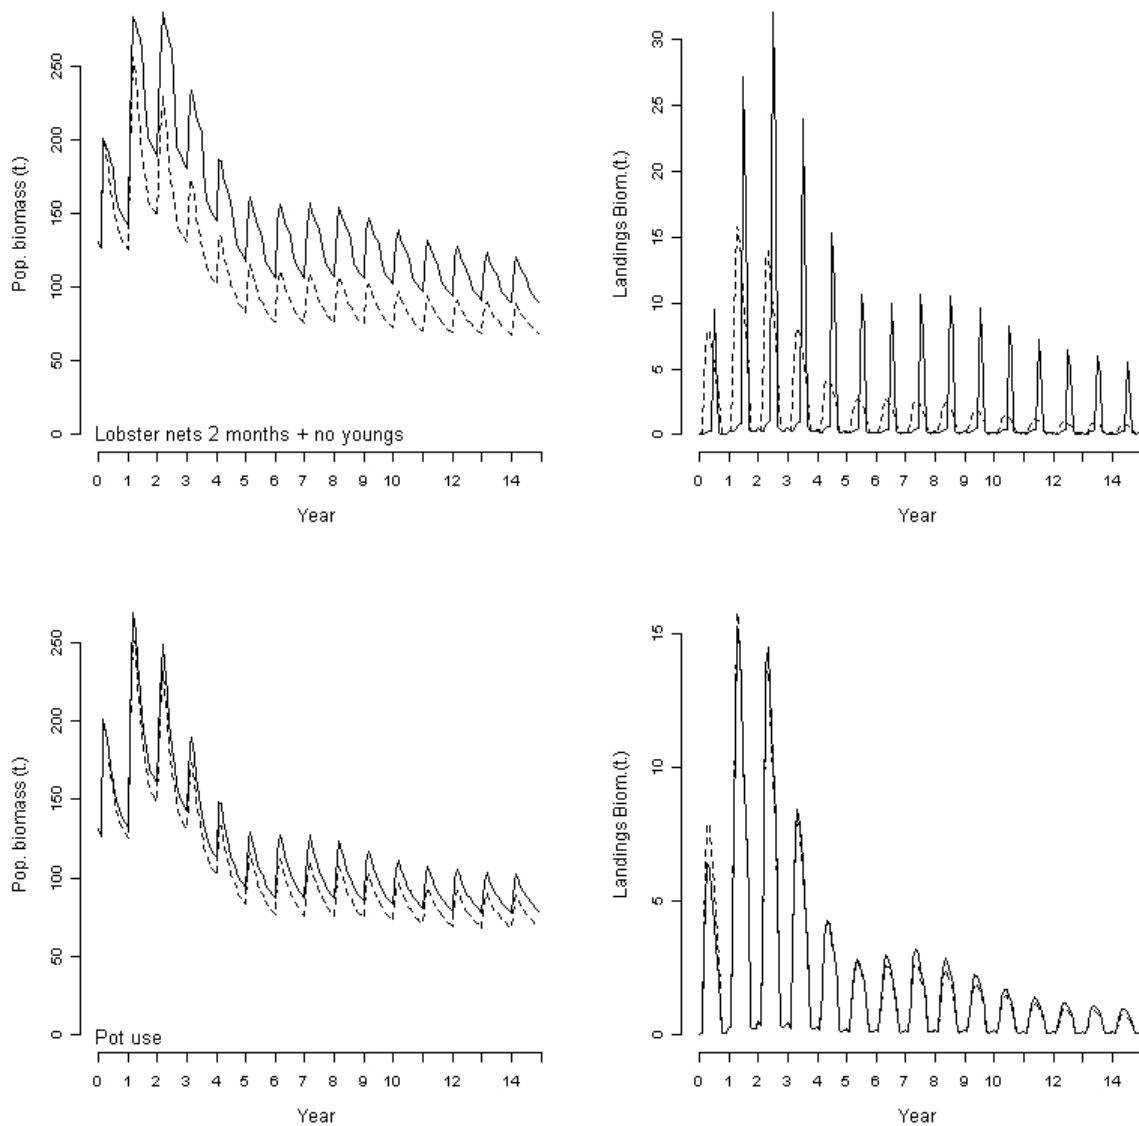 Pop. biomass (t.)
250
200
150
100
50
0
Lobster nets 2 months + no youngs
0 1 2 3 4 5 6 7 8 9 10 12 14
Year
Landings Biom.(t.)
30
25
20
15
10
5
0
0 1 2 3 4 5 6 7 8 9 10 12 14
Year
Pop. biomass (t.)
250
200
150
100
50
0
Pot use
0 1 2 3 4 5 6 7 8 9 10 12 14
Year
Landings Biom.(t.)
15
10
5
0
0 1 2 3 4 5 6 7 8 9 10 12 14
Year